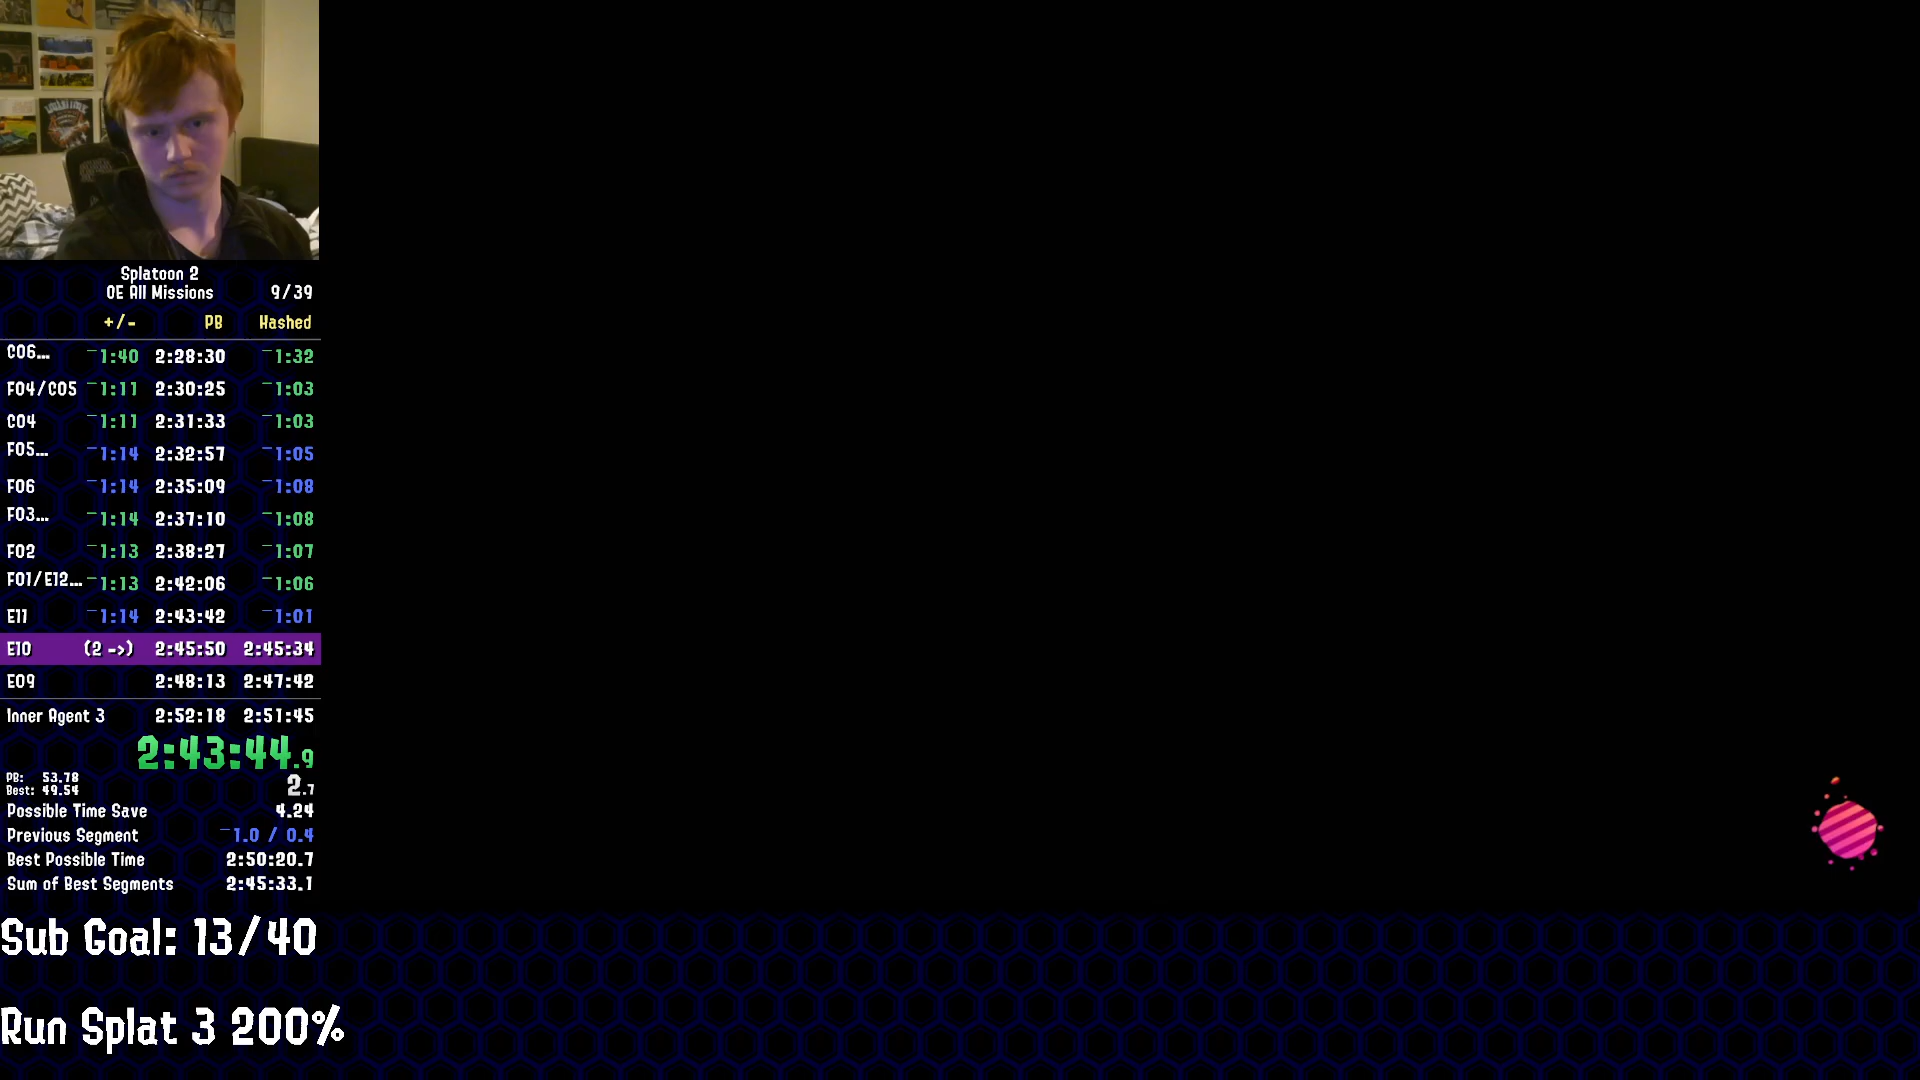 Splatoon 2
OE All Missions 9/39
+/- PB Hashed
C06... −1:40 2:28:30 −1:32
F04/C05 −1:11 2:30:25 −1:03
C04 −1:11 2:31:33 −1:03
F05... −1:14 2:32:57 −1:05
F06 −1:14 2:35:09 −1:08
F03... −1:14 2:37:10 −1:08
F02 −1:13 2:38:27 −1:07
F01/E12... −1:13 2:42:06 −1:06
E11 −1:14 2:43:42 −1:01
E10 (2 ->) 2:45:50 2:45:34
E09 2:48:13 2:47:42
Inner Agent 3 2:52:18 2:51:45
2:43:44.9
PB: 53.78
Best: 49.54 2.7
Possible Time Save 4.24
Previous Segment −1.0 / 0.4
Best Possible Time 2:50:20.7
Sum of Best Segments 2:45:33.1
Sub Goal: 13/40
Run Splat 3 200%